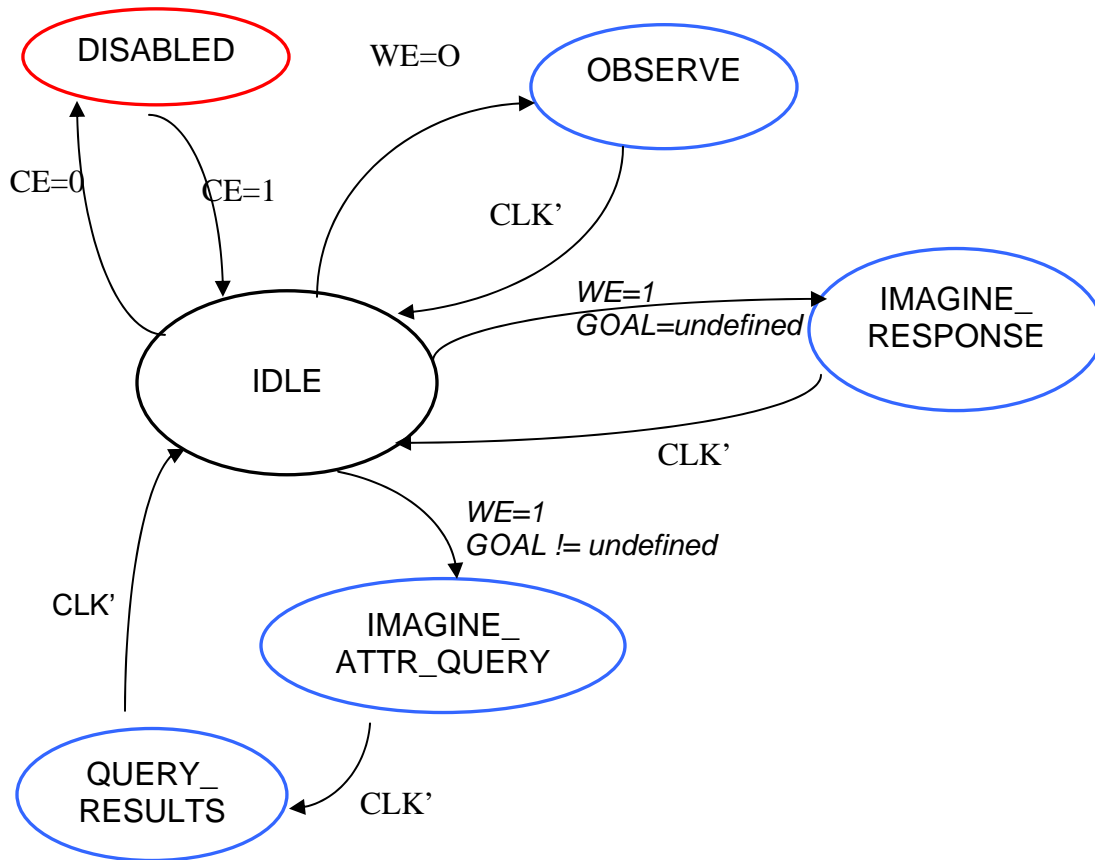 DISABLED
WE=O
OBSERVE
CE=0
CE=1
CLK’
WE=1
GOAL=undefined
IMAGINE_
RESPONSE
IDLE
CLK’
WE=1
GOAL != undefined
CLK’
IMAGINE_
ATTR_QUERY
QUERY_
RESULTS
CLK’